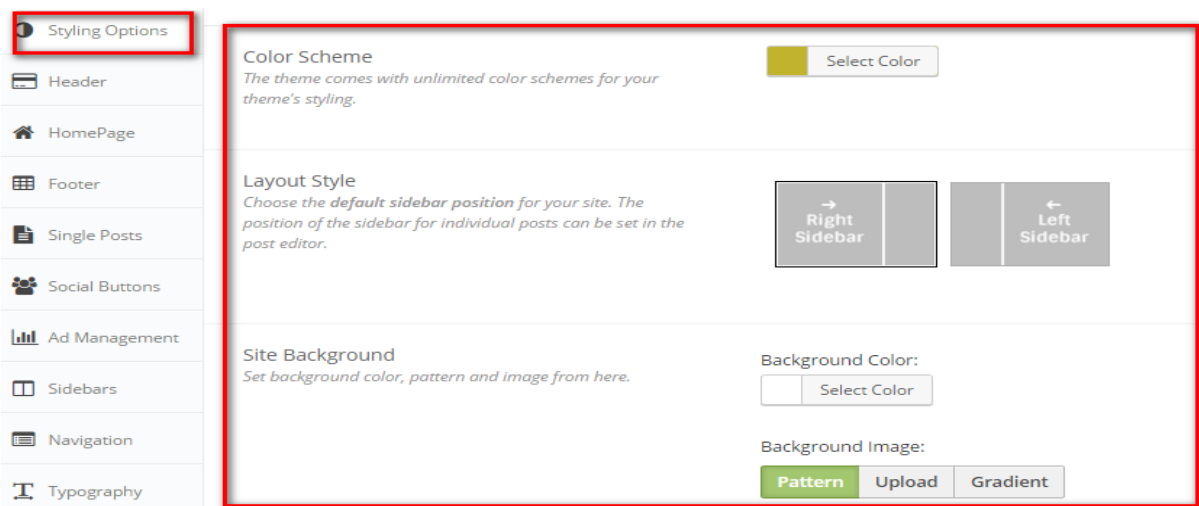 Styling Options
Header
HomePage
Footer
Single Posts
Social Buttons
Ad Management
Sidebars
Navigation
Typography
Color Scheme
The theme comes with unlimited color schemes for your
theme's styling.
Select Color
Layout Style
Choose the default sidebar position for your site. The
position of the sidebar for individual posts can be set in the
post editor.
→
Right
Sidebar
←
Left
Sidebar
Site Background
Set background color, pattern and image from here.
Background Color:
Select Color
Background Image:
Pattern Upload Gradient